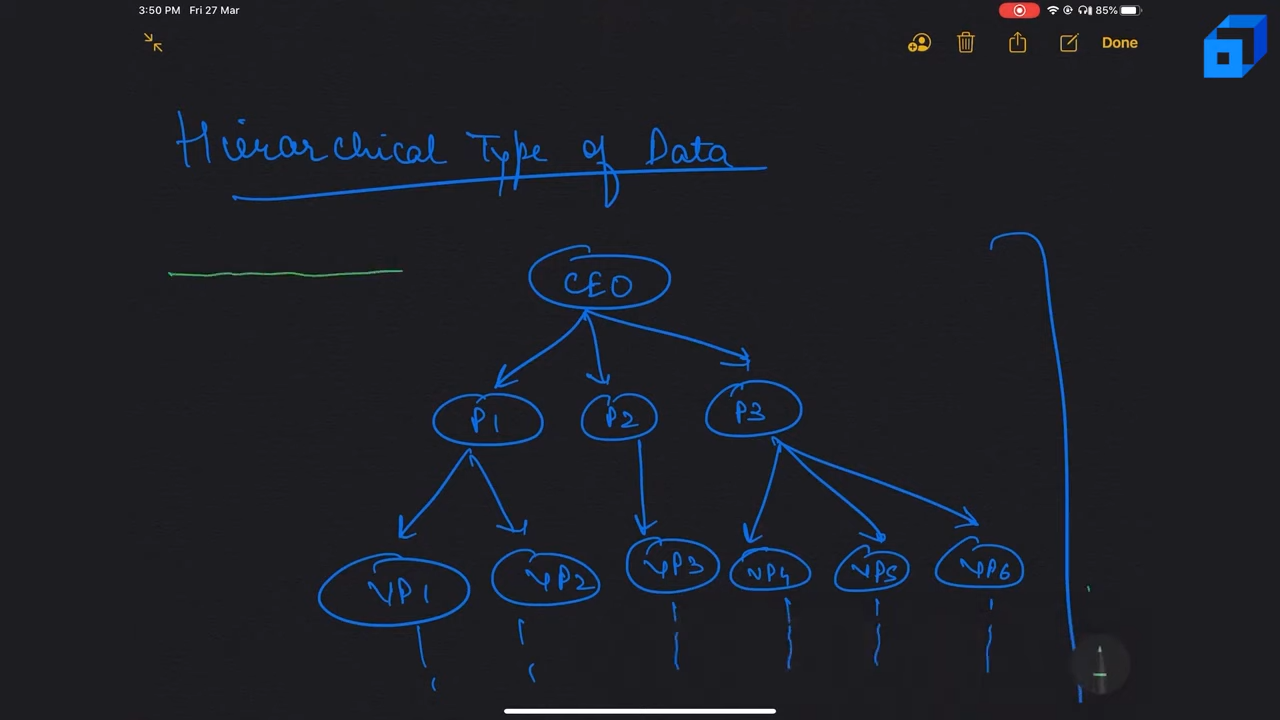 3:50 PM Fri 27 Mar
85%
Done
Hierarchical Type of Data
CEO
P1 P2 P3
VP1 VP2 VP3 VP4 VP5 VP6